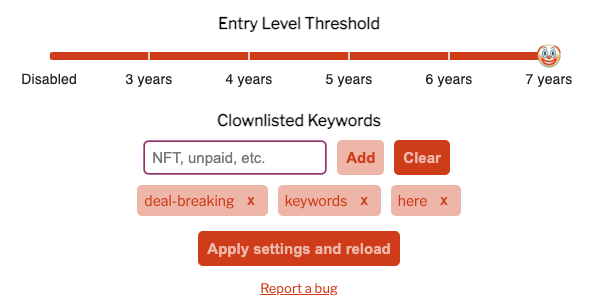 Entry Level Threshold
Disabled 3 years 4 years 5 years 6 years 7 years
Clownlisted Keywords
NFT, unpaid, etc. Add Clear
deal-breaking x keywords x here x
Apply settings and reload
Report a bug